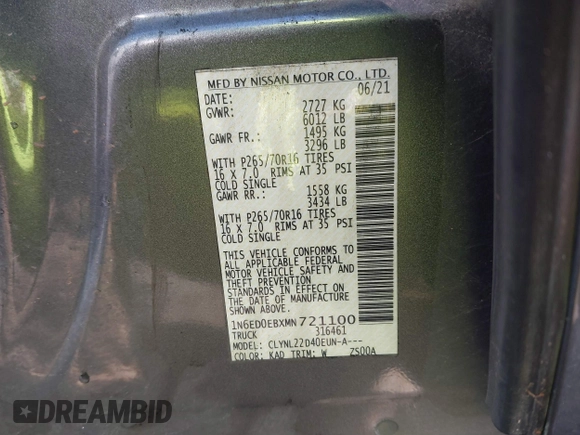 MFD BY NISSAN MOTOR CO., LTD.
DATE: 06/21
GVWR: 2727 KG
6012 LB
GAWR FR.: 1495 KG
3296 LB
WITH P265/70R16 TIRES
16 X 7.0 RIMS AT 35 PSI
COLD SINGLE
GAWR RR.: 1558 KG
3434 LB
WITH P265/70R16 TIRES
16 X 7.0 RIMS AT 35 PSI
COLD SINGLE
THIS VEHICLE CONFORMS TO
ALL APPLICABLE FEDERAL
MOTOR VEHICLE SAFETY AND
THEFT PREVENTION
STANDARDS IN EFFECT ON
THE DATE OF MANUFACTURE
SHOWN ABOVE.
1N6ED0EBXMN721100
TRUCK 316461
MODEL: CLYNL22D40EUN-A---
COLOR: KAD TRIM: W ZS00A
DREAMBID